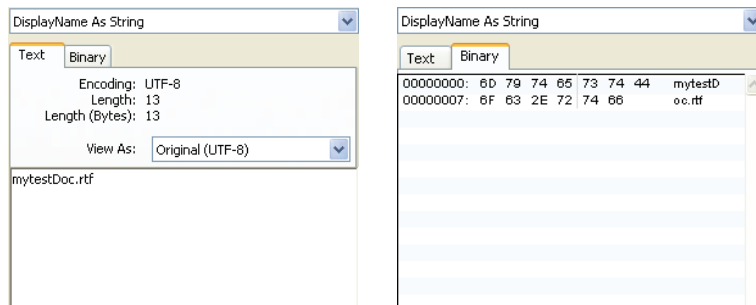 DisplayName As String
Text Binary
Encoding: UTF-8
Length: 13
Length (Bytes): 13
View As: Original (UTF-8)
mytestDoc.rtf
DisplayName As String
Text Binary
00000000: 6D 79 74 65 73 74 44 mytestD
00000007: 6F 63 2E 72 74 66 oc.rtf